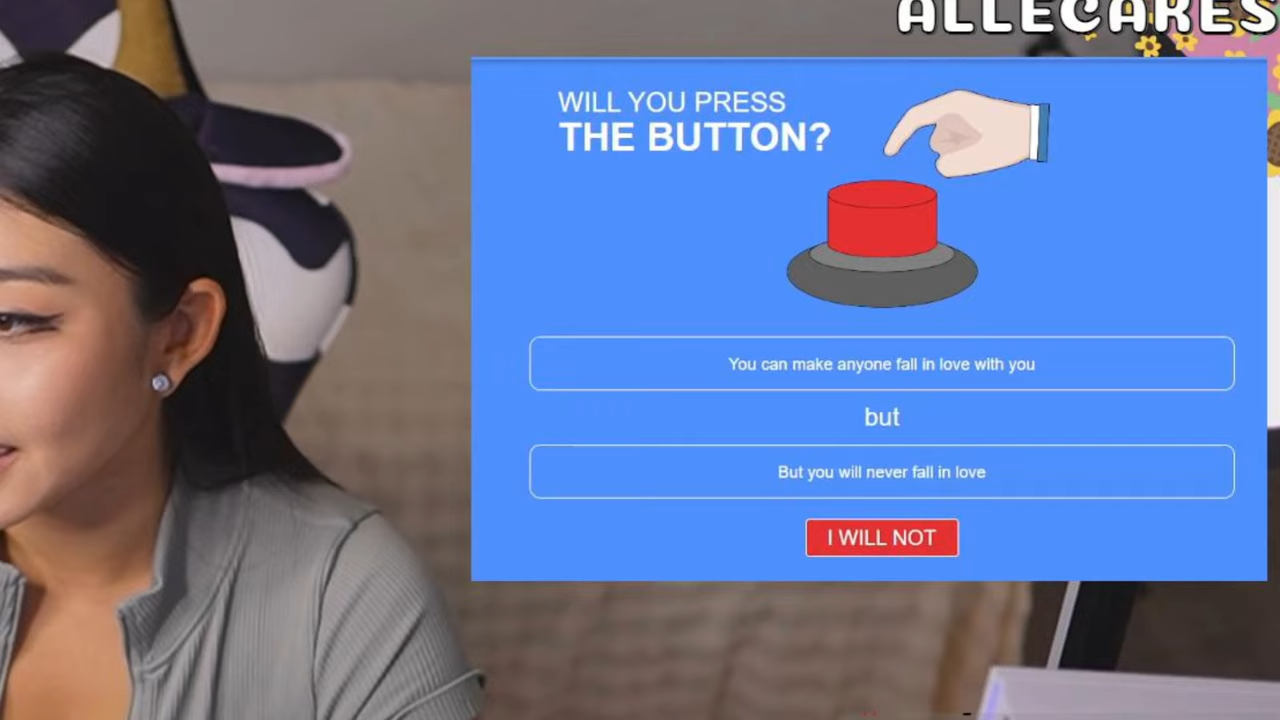 ALLECAKES
WILL YOU PRESS
THE BUTTON?
You can make anyone fall in love with you
but
But you will never fall in love
I WILL NOT